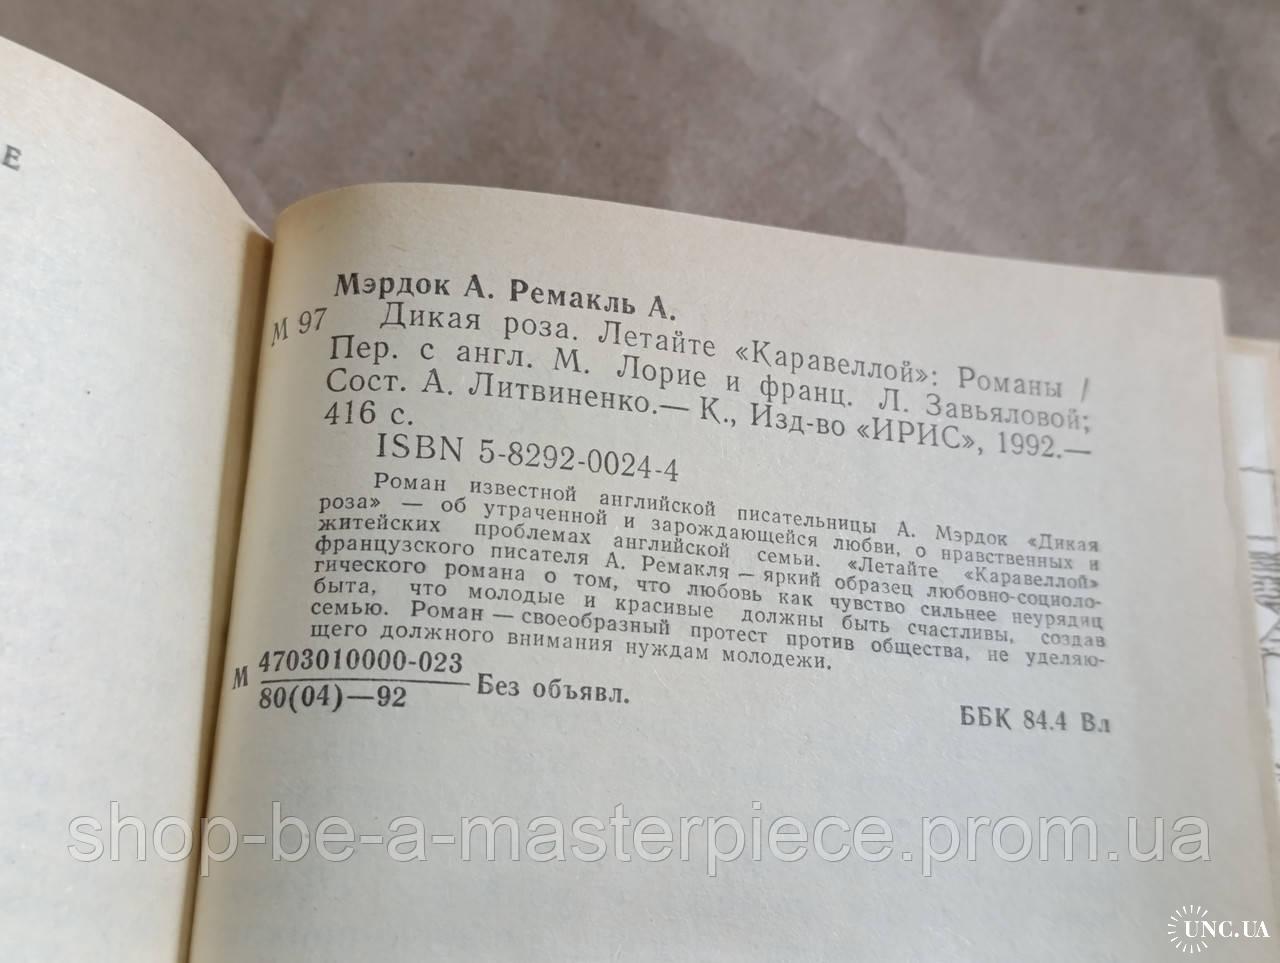 Е
Мэрдок А. Ремакль А.
М 97 Дикая роза. Летайте «Каравеллой»: Романы /
Пер. с англ. М. Лорие и франц. Л. Завьяловой;
Сост. А. Литвиненко.— К., Изд-во «ИРИС», 1992.—
416 с.
ISBN 5-8292-0024-4
Роман известной английской писательницы А. Мэрдок «Дикая
роза» — об утраченной и зарождающейся любви, о нравственных и
житейских проблемах английской семьи. «Летайте «Каравеллой»
французского писателя А. Ремакля — яркий образец любовно-социоло-
гического романа о том, что любовь как чувство сильнее неурядиц
быта, что молодые и красивые должны быть счастливы, создав
семью. Роман — своеобразный протест против общества, не уделяю-
щего должного внимания нуждам молодежи.
М 4703010000-023
80(04)—92 Без объявл.
ББК 84.4 Вл
shop-be-a-masterpiece.prom.ua
UNC.UA